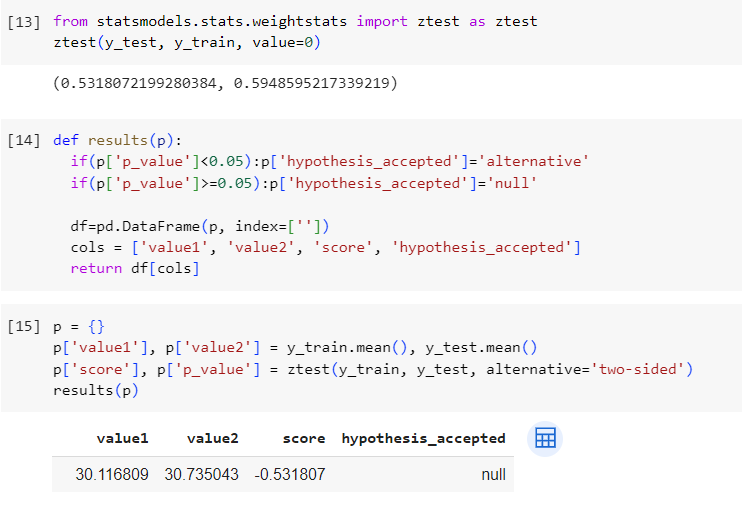 [13] from statsmodels.stats.weightstats import ztest as ztest
ztest(y_test, y_train, value=0)
(0.5318072199280384, 0.5948595217339219)
[14] def results(p):
if(p['p_value']<0.05):p['hypothesis_accepted']='alternative'
if(p['p_value']>=0.05):p['hypothesis_accepted']='null'
df=pd.DataFrame(p, index=[''])
cols = ['value1', 'value2', 'score', 'hypothesis_accepted']
return df[cols]
[15] p = {}
p['value1'], p['value2'] = y_train.mean(), y_test.mean()
p['score'], p['p_value'] = ztest(y_train, y_test, alternative='two-sided')
results(p)
value1 value2 score hypothesis_accepted
30.116809 30.735043 -0.531807 null